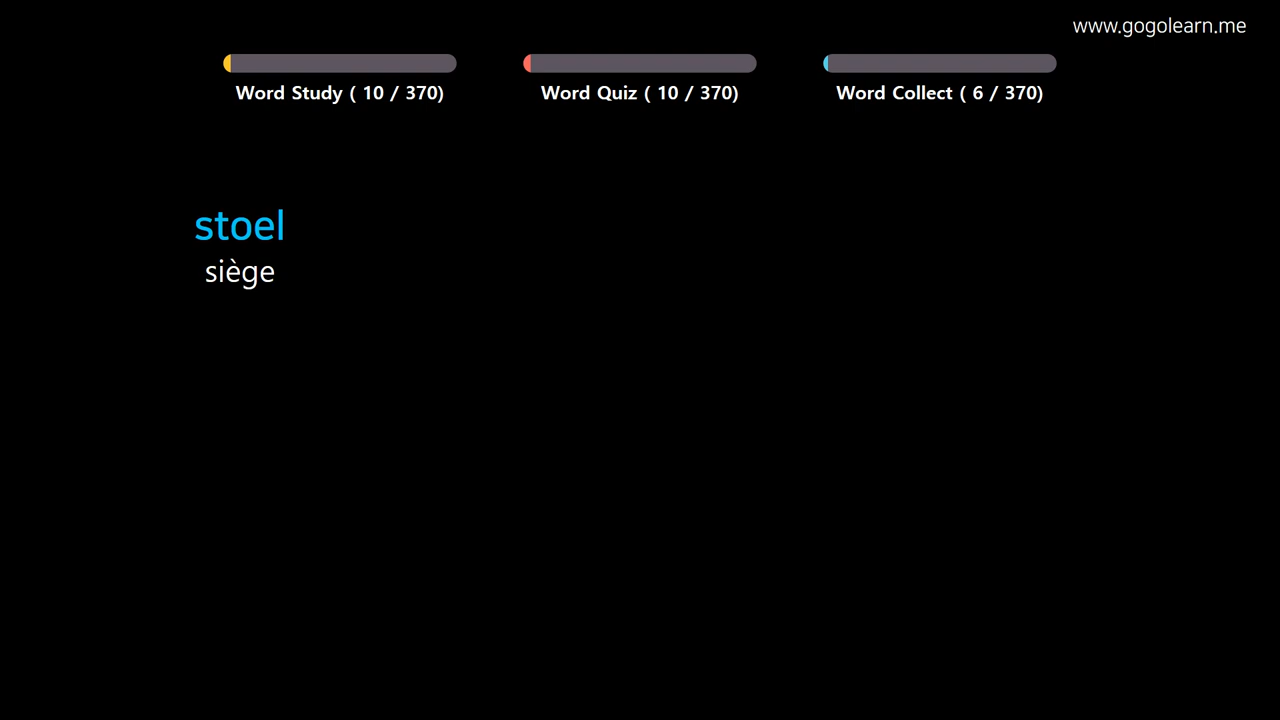 www.gogolearn.me
Word Study ( 10 / 370)
Word Quiz ( 10 / 370)
Word Collect ( 6 / 370)
stoel
siège